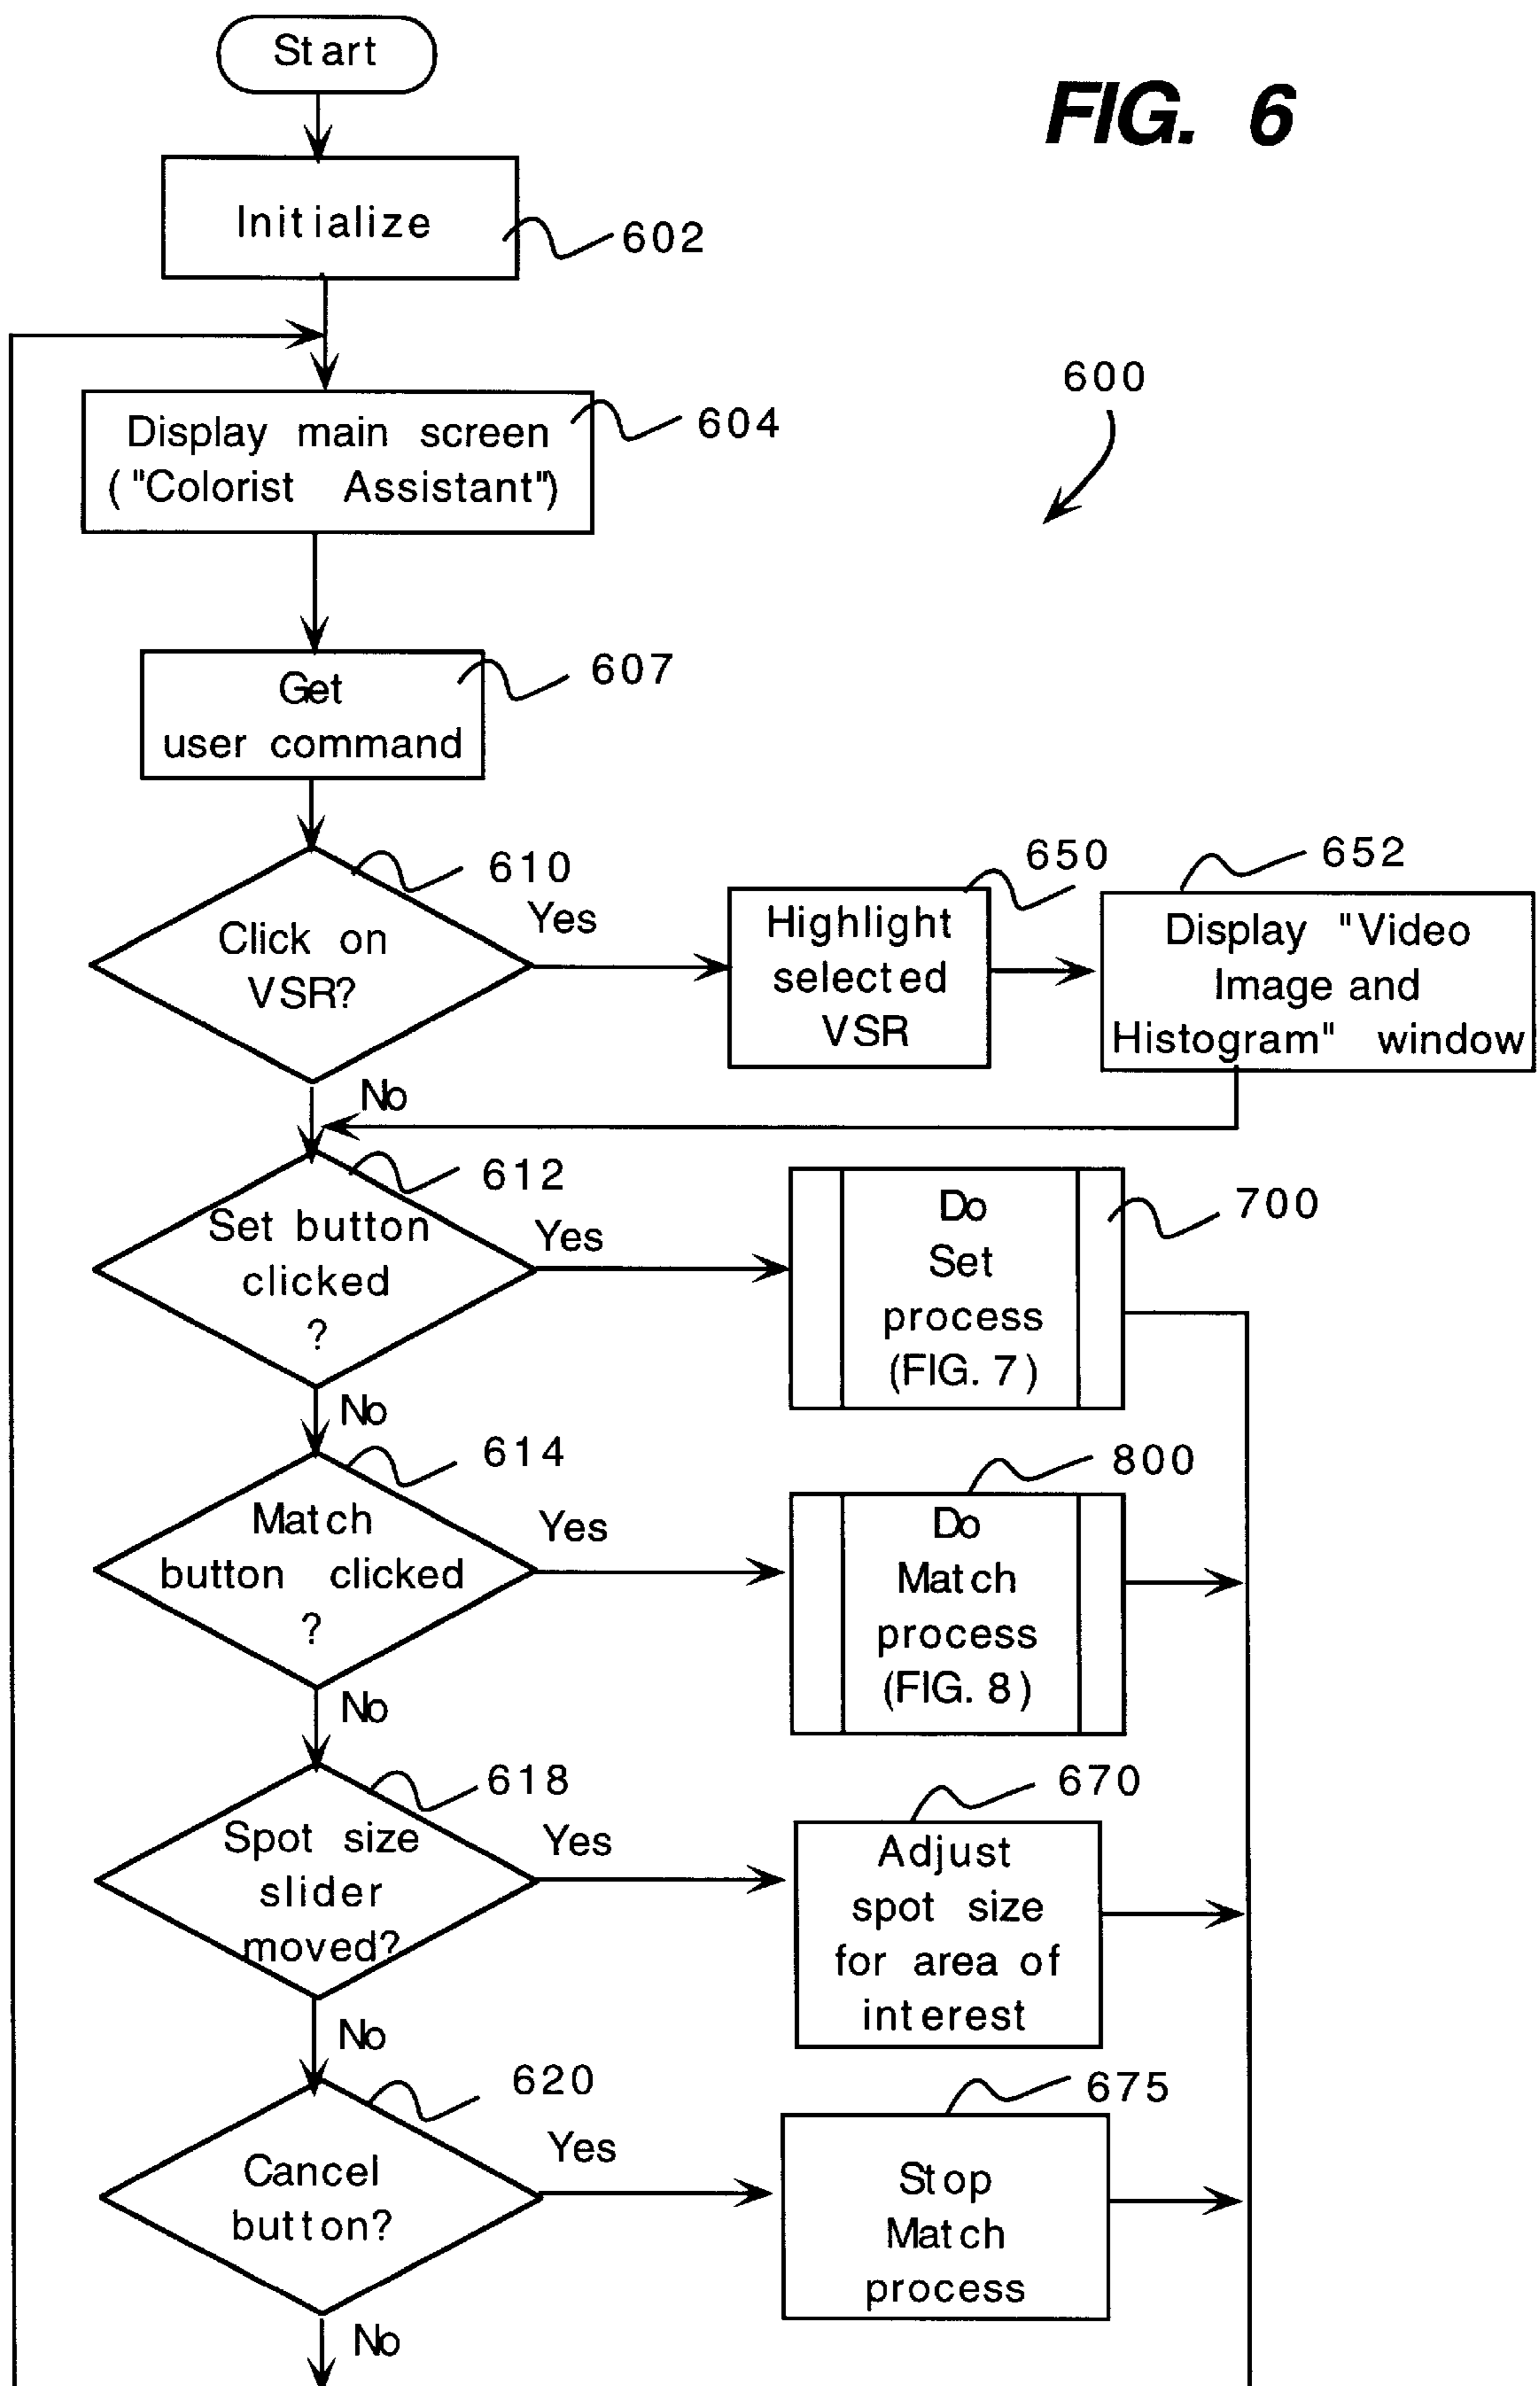 Start
FIG. 6
Initialize
602
600
Display main screen
("Colorist Assistant")
604
Get
user command
607
Click on
VSR?
610
Yes
Highlight
selected
VSR
650
Display "Video
Image and
Histogram" window
652
No
Set button
clicked
?
612
Yes
Do
Set
process
(FIG. 7)
700
No
Match
button clicked
?
614
Yes
Do
Match
process
(FIG. 8)
800
No
Spot size
slider
moved?
618
Yes
Adjust
spot size
for area of
interest
670
No
Cancel
button?
620
Yes
Stop
Match
process
675
No